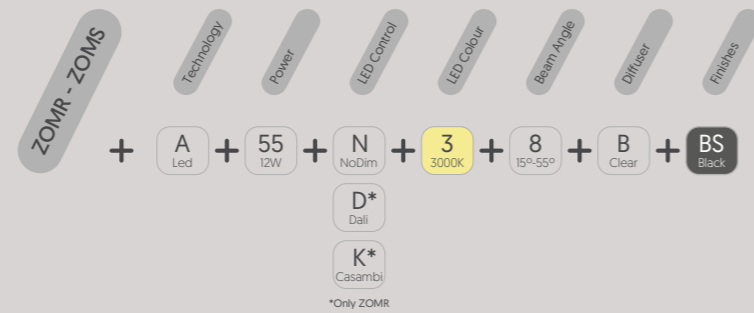 ZOMR - ZOMS
Technology
Power
LED Control
LED Colour
Beam Angle
Diffuser
Finishes
+ A + 55 + N + 3 + 8 + B + BS
Led 12W NoDim 3000K 15º-55º Clear Black
D*
Dali
K*
Casambi
*Only ZOMR